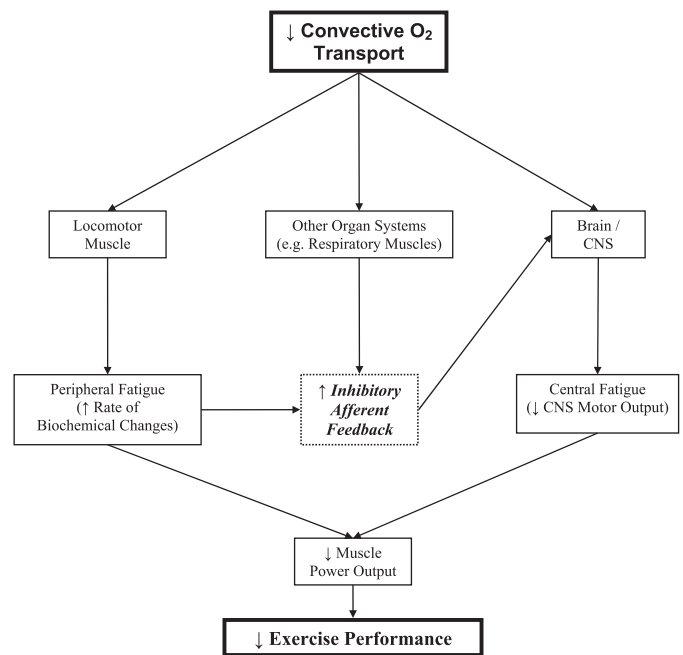 ↓ Convective O₂
Transport
Locomotor
Muscle
Other Organ Systems
(e.g. Respiratory Muscles)
Brain /
CNS
Peripheral Fatigue
(↑ Rate of
Biochemical Changes)
↑ Inhibitory
Afferent
Feedback
Central Fatigue
(↓ CNS Motor Output)
↓ Muscle
Power Output
↓ Exercise Performance